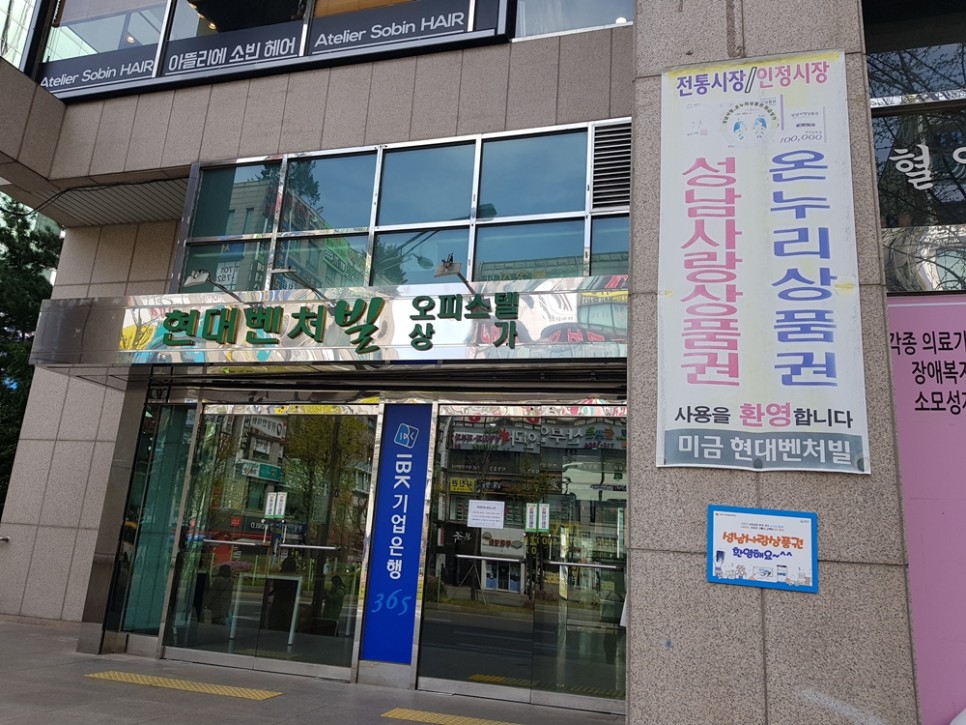 Atelier Sobin HAIR
아뜰리에 소빈 헤어
Atelier Sobin HAIR
전통시장/인정시장
100,000
온누리상품권
성남사랑상품권
사용을 환영합니다
미금 현대벤처빌
현대벤처빌
오피스텔
상 가
IBK 기업은행
365
성남사랑상품권
환영해요~^^
혈
각종 의료기
장애복지
소모성